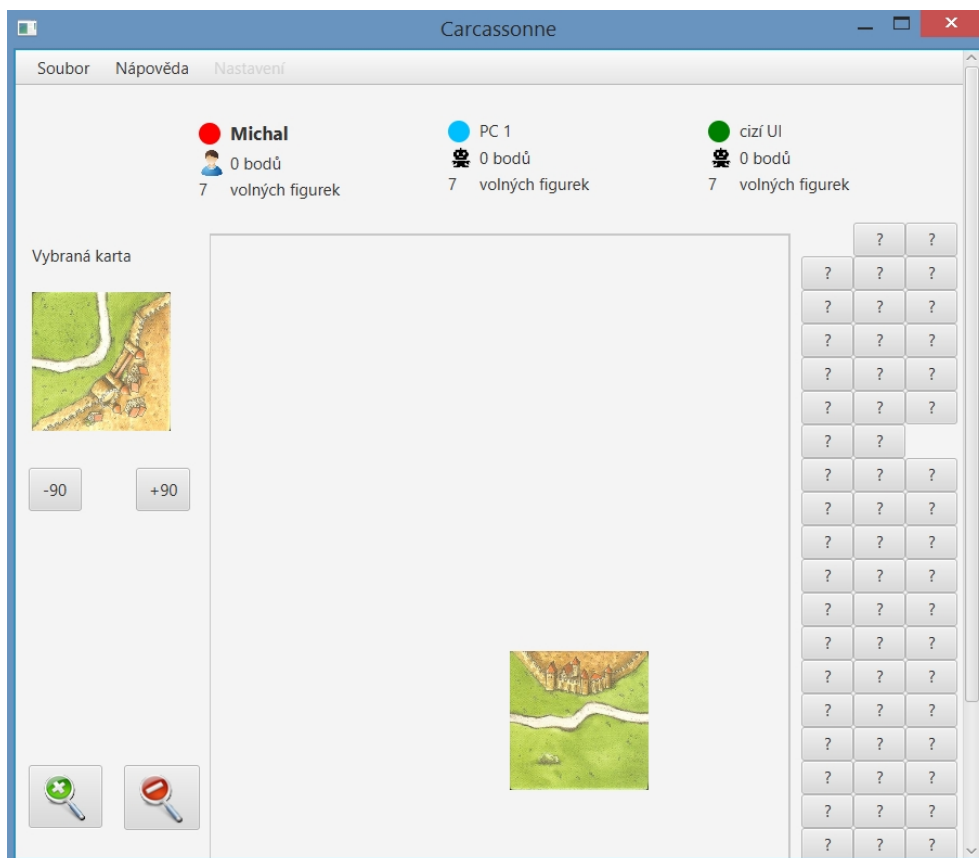 Carcassonne
Soubor Nápověda Nastavení
Michal
0 bodů
7 volných figurek
PC 1
0 bodů
7 volných figurek
cizí UI
0 bodů
7 volných figurek
Vybraná karta
-90 +90
? ?
? ? ?
? ? ?
? ? ?
? ? ?
? ? ?
? ?
? ? ?
? ? ?
? ? ?
? ? ?
? ? ?
? ? ?
? ? ?
? ? ?
? ? ?
? ? ?
? ? ?
? ? ?